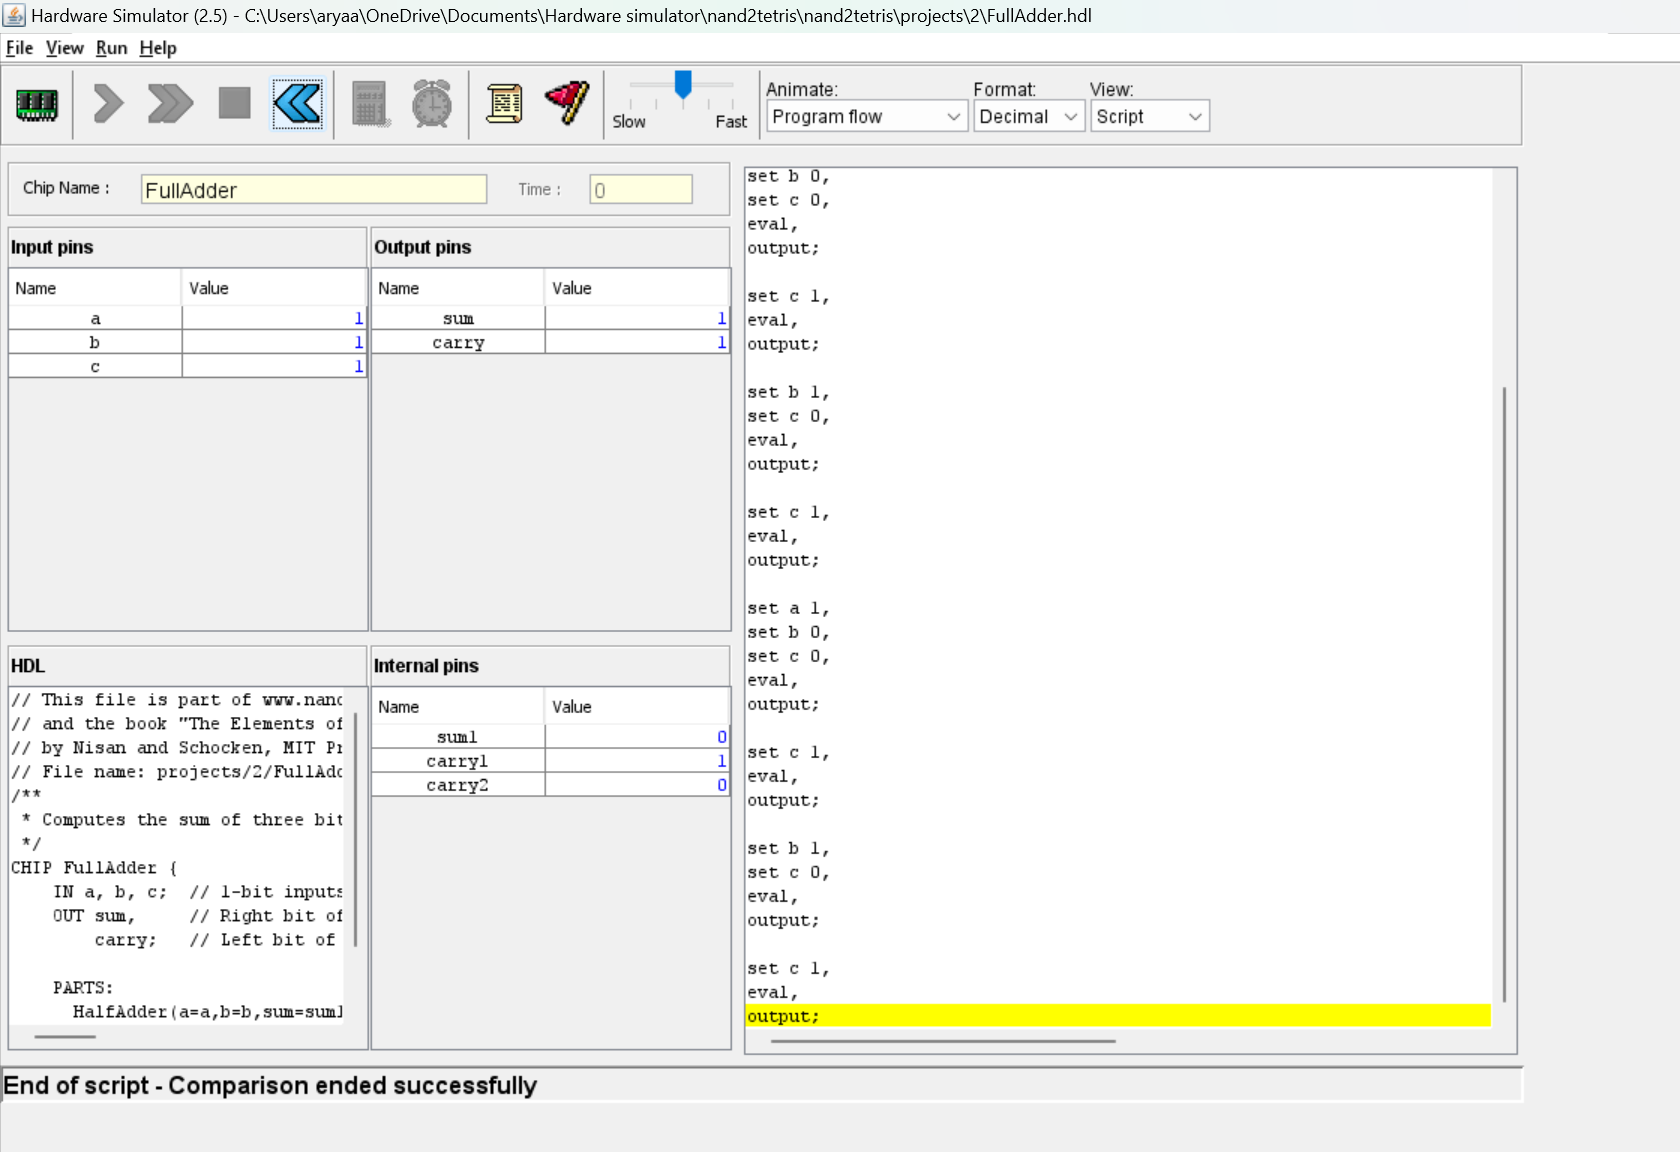 Hardware Simulator (2.5) - C:\Users\aryaa\OneDrive\Documents\Hardware simulator\nand2tetris\nand2tetris\projects\2\FullAdder.hdl
File View Run Help
Slow Fast
Animate: Format: View:
Program flow Decimal Script
Chip Name : FullAdder Time : 0
Input pins
Name Value
a 1
b 1
c 1
Output pins
Name Value
sum 1
carry 1
HDL
// This file is part of www.nand
// and the book "The Elements of
// by Nisan and Schocken, MIT Pr
// File name: projects/2/FullAdd
/**
* Computes the sum of three bit
*/
CHIP FullAdder {
IN a, b, c; // 1-bit inputs
OUT sum, // Right bit of
carry; // Left bit of
PARTS:
HalfAdder(a=a,b=b,sum=sum1
Internal pins
Name Value
sum1 0
carry1 1
carry2 0
set b 0,
set c 0,
eval,
output;
set c 1,
eval,
output;
set b 1,
set c 0,
eval,
output;
set c 1,
eval,
output;
set a 1,
set b 0,
set c 0,
eval,
output;
set c 1,
eval,
output;
set b 1,
set c 0,
eval,
output;
set c 1,
eval,
output;
End of script - Comparison ended successfully